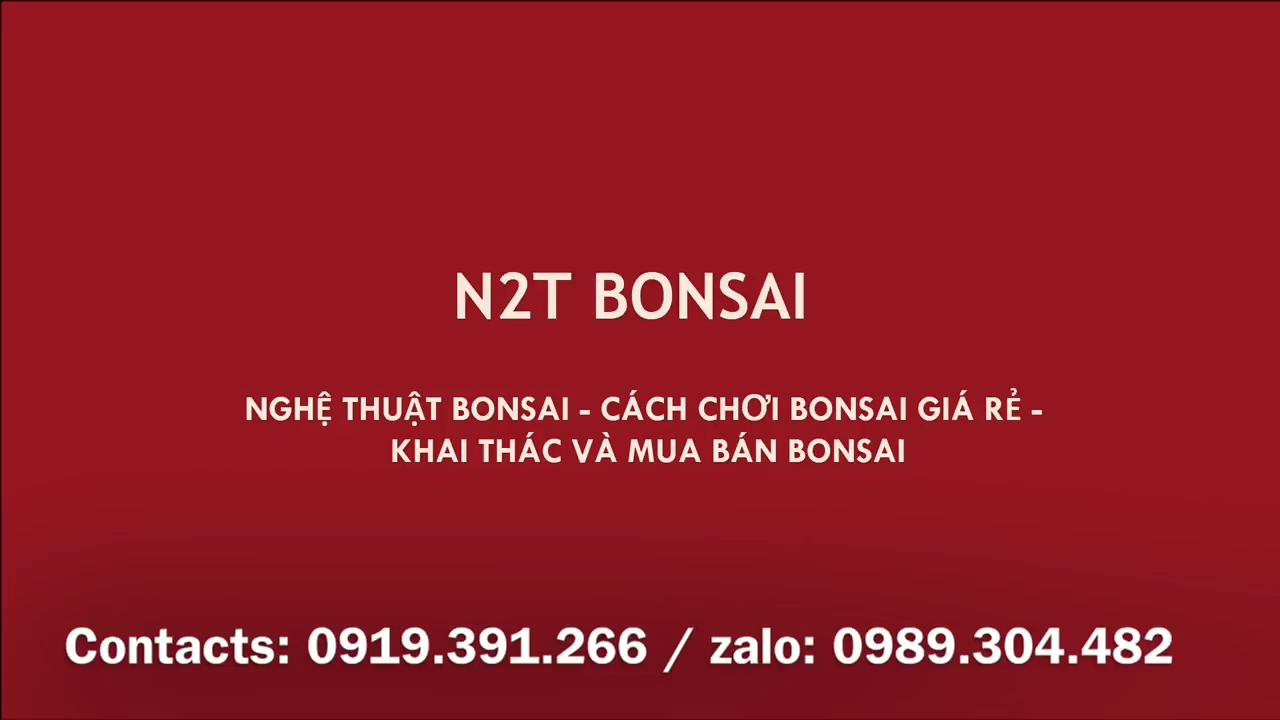 N2T BONSAI
NGHỆ THUẬT BONSAI - CÁCH CHƠI BONSAI GIÁ RẺ -
KHAI THÁC VÀ MUA BÁN BONSAI
Contacts: 0919.391.266 / zalo: 0989.304.482